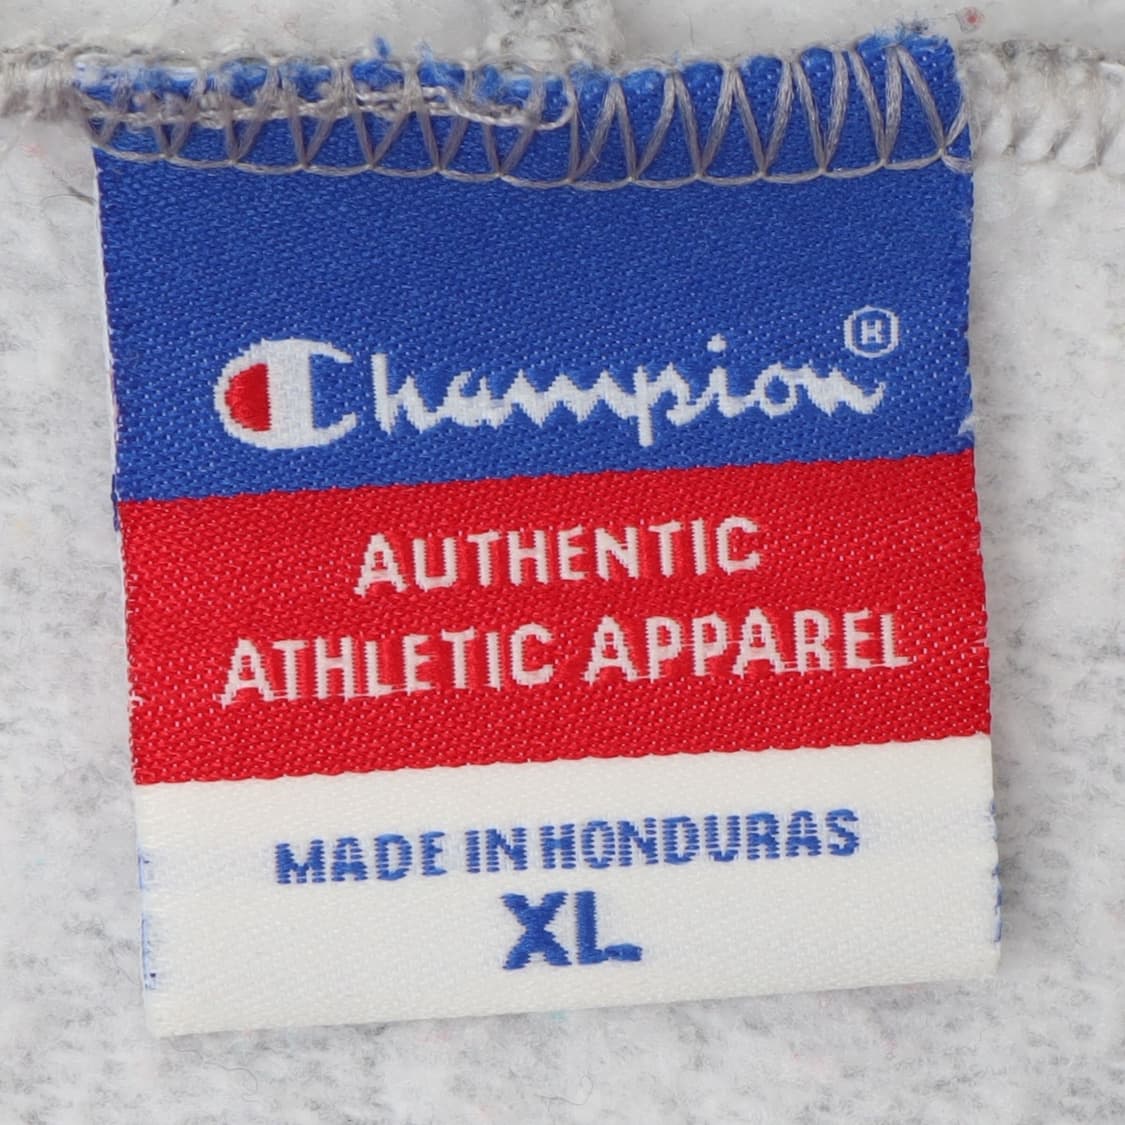 Champion®
AUTHENTIC
ATHLETIC APPAREL
MADE IN HONDURAS
XL